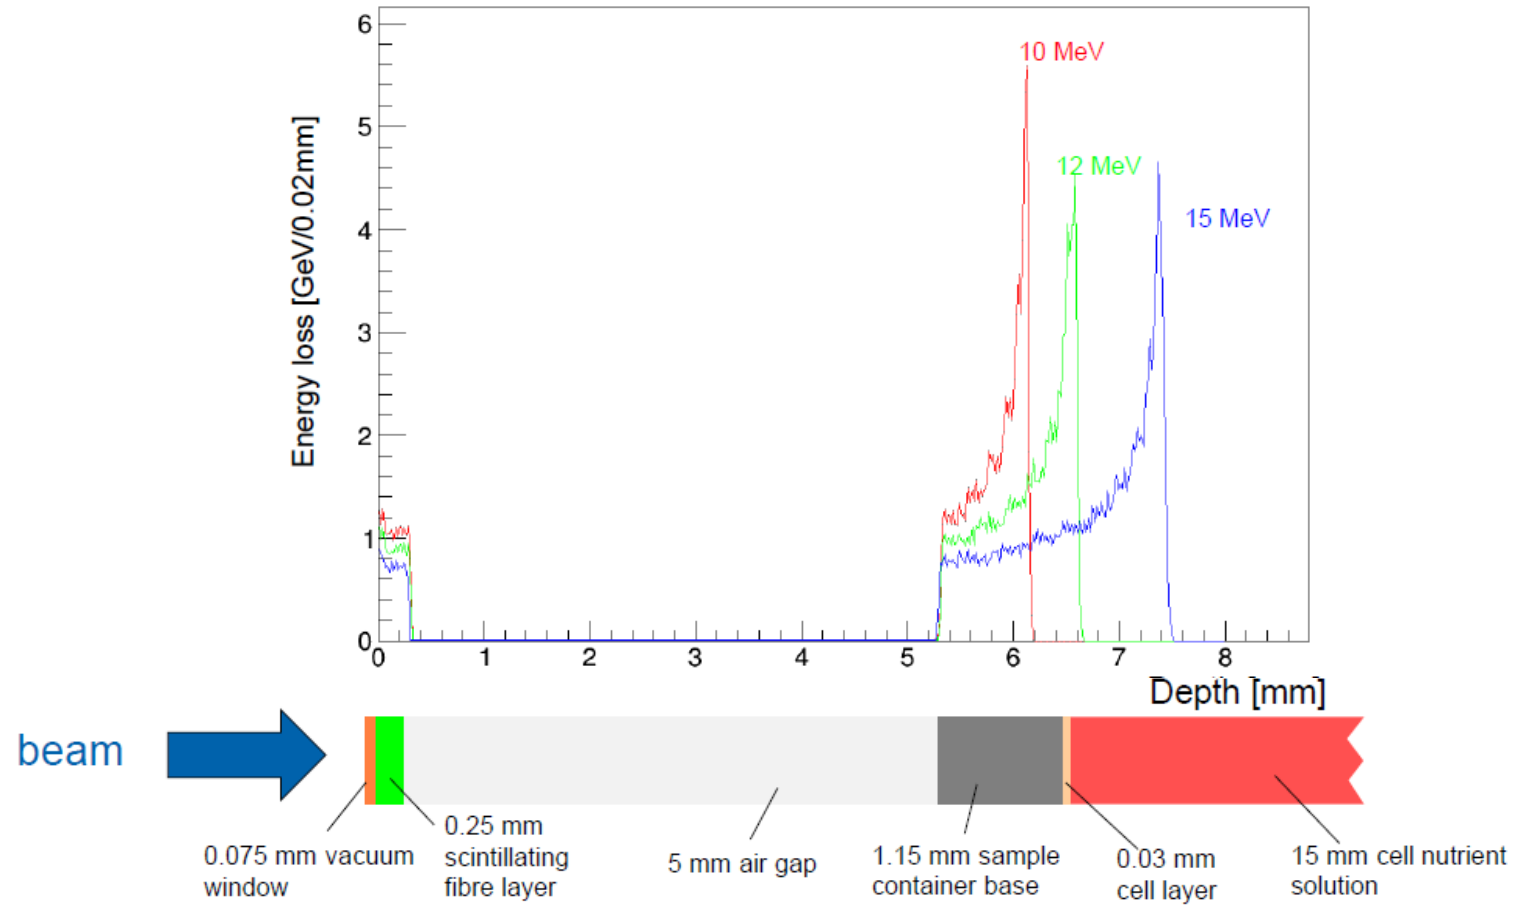 6
5
4
3
2
1
0
Energy loss [GeV/0.02mm]
10 MeV
12 MeV
15 MeV
0 1 2 3 4 5 6 7 8
Depth [mm]
beam
0.075 mm vacuum
window
0.25 mm
scintillating
fibre layer
5 mm air gap
1.15 mm sample
container base
0.03 mm
cell layer
15 mm cell nutrient
solution